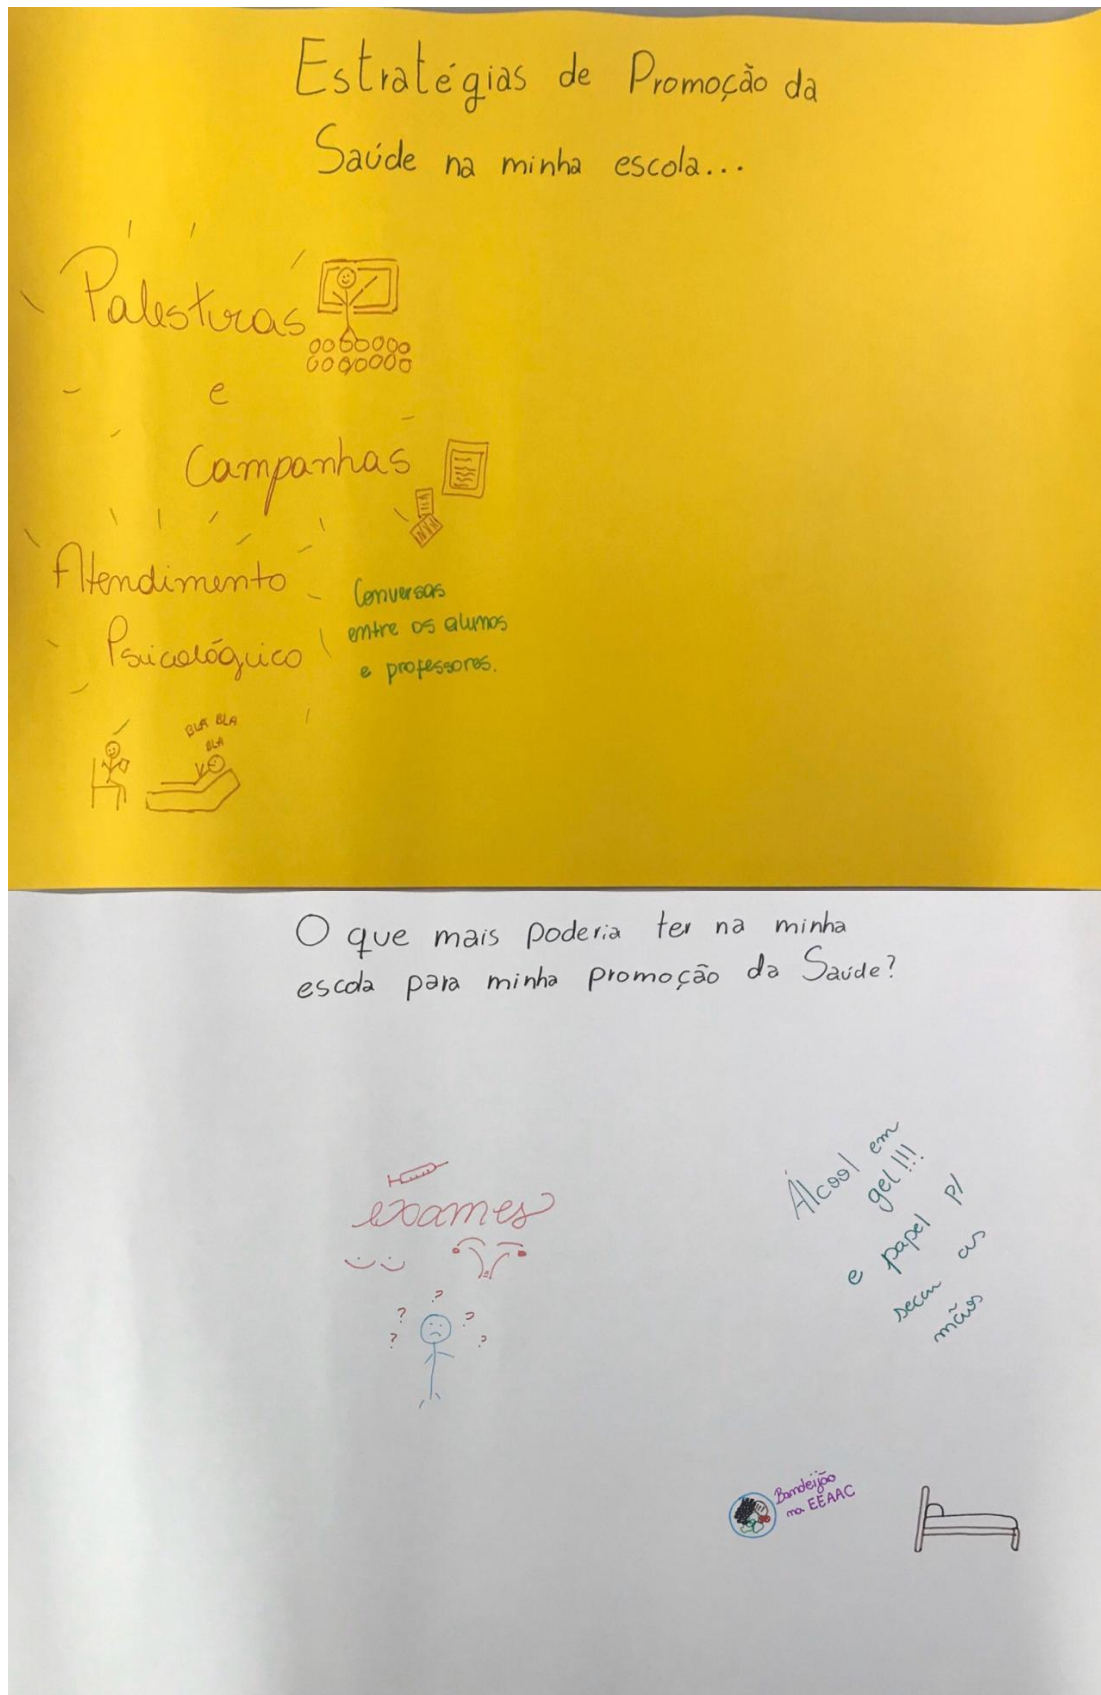 Estratégias de Promoção da
Saúde na minha escola...
Palestras
e
Campanhas
Atendimento
Psicológuico
Conversas
entre os alunos
e professores.
BLA BLA
BLA
O que mais poderia ter na minha
escola para minha promoção da Saúde?
exames
? ? ? ? ?
Álcool em
gel!!!
e papel p/
secar as
mãos
Bandeijão
na EEAAC